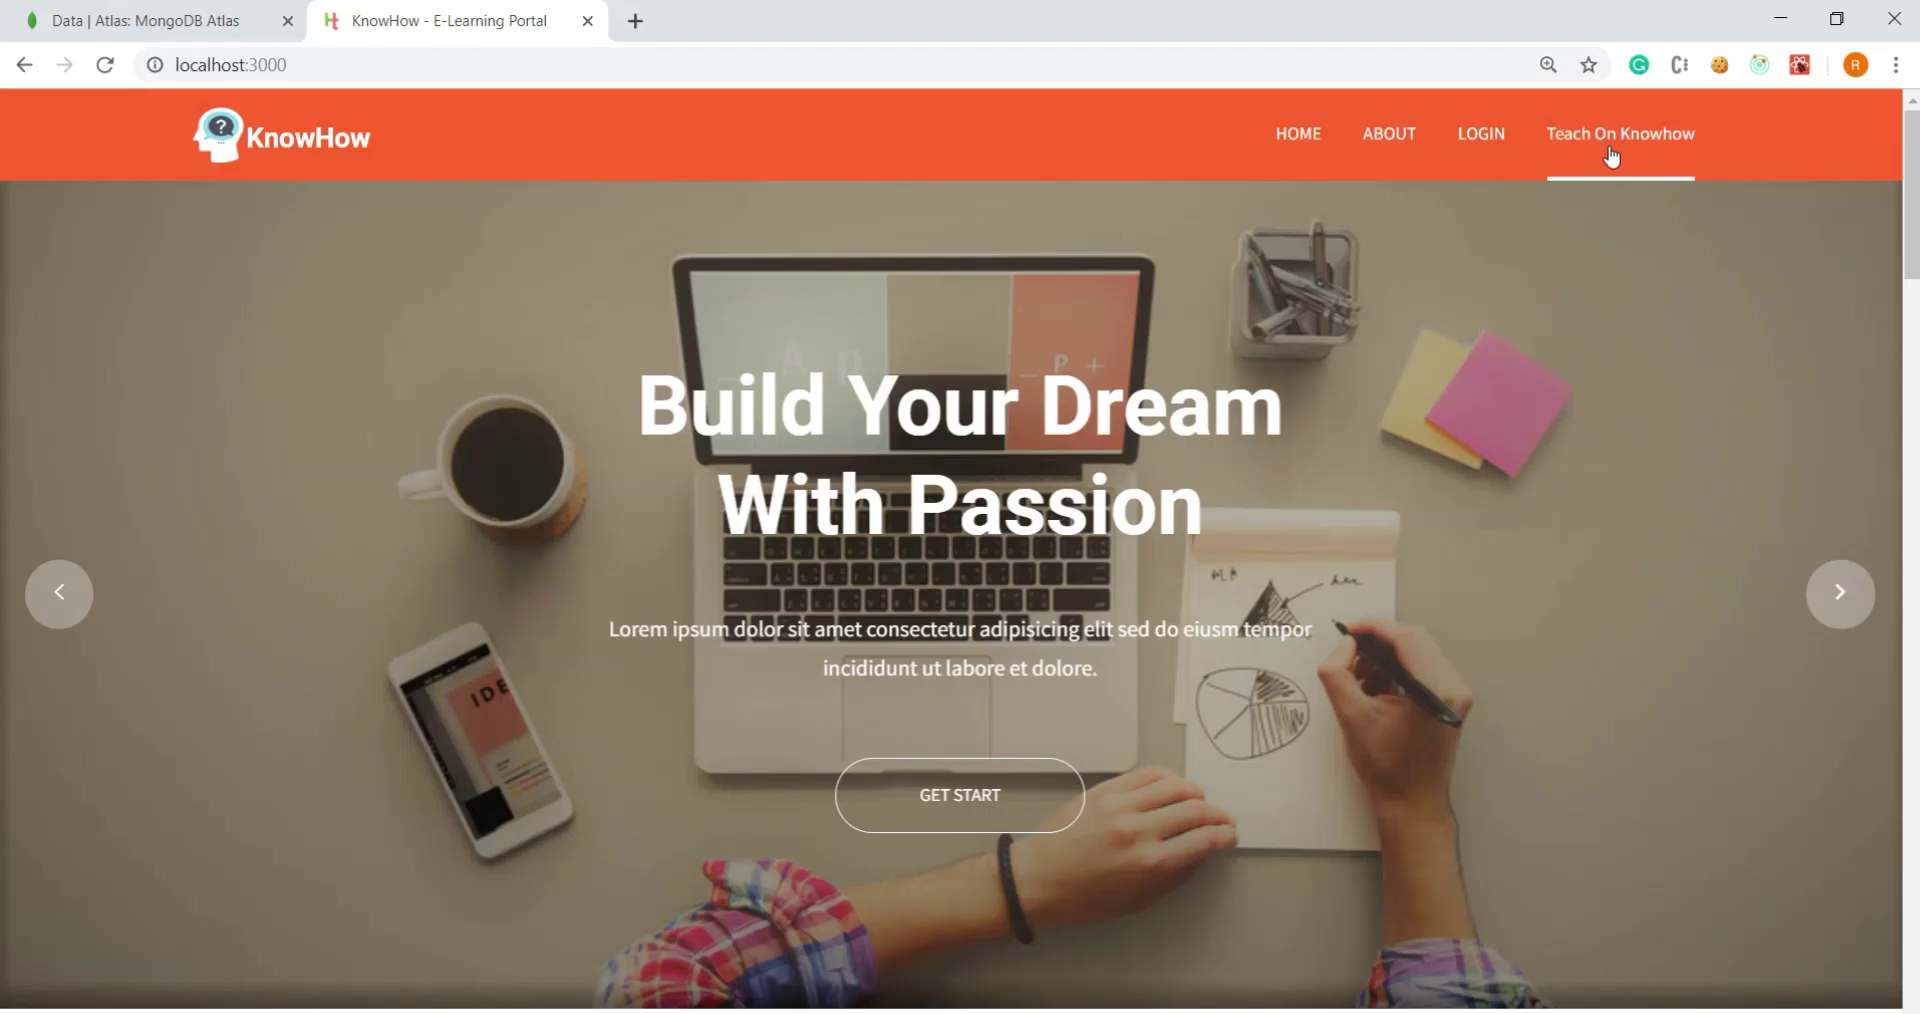 Data | Atlas: MongoDB Atlas
KnowHow - E-Learning Portal
localhost:3000
R
KnowHow
HOME
ABOUT
LOGIN
Teach On Knowhow
Build Your Dream
With Passion
Lorem ipsum dolor sit amet consectetur adipisicing elit sed do eiusm tempor
incididunt ut labore et dolore.
GET START
IDE